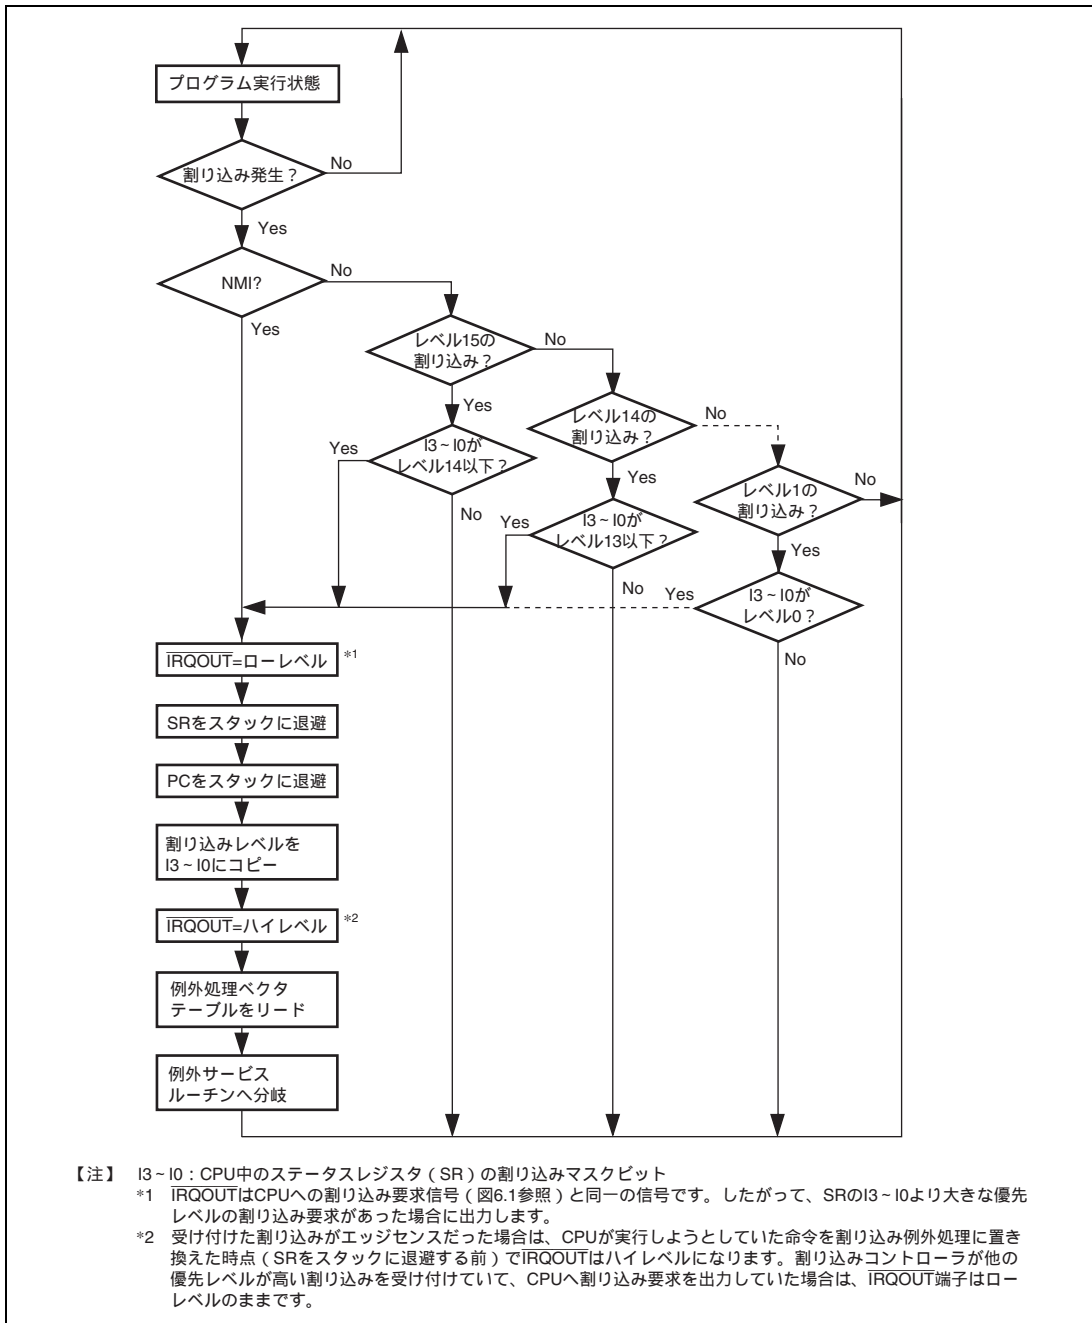 プログラム実行状態
割り込み発生？
No
Yes
NMI?
No
Yes
レベル15の
割り込み？
No
Yes
レベル14の
割り込み？
No
I3～I0が
レベル14以下？
Yes
No
Yes
レベル1の
割り込み？
No
I3～I0が
レベル13以下？
Yes
No
Yes
I3～I0が
レベル0？
Yes
No
IRQOUT=ローレベル *1
SRをスタックに退避
PCをスタックに退避
割り込みレベルを
I3～I0にコピー
IRQOUT=ハイレベル *2
例外処理ベクタ
テーブルをリード
例外サービス
ルーチンへ分岐
【注】 I3～I0：CPU中のステータスレジスタ（SR）の割り込みマスクビット
*1 IRQOUTはCPUへの割り込み要求信号（図6.1参照）と同一の信号です。したがって、SRのI3～I0より大きな優先
レベルの割り込み要求があった場合に出力します。
*2 受け付けた割り込みがエッジセンスだった場合は、CPUが実行しようとしていた命令を割り込み例外処理に置き
換えた時点（SRをスタックに退避する前）でIRQOUTはハイレベルになります。割り込みコントローラが他の
優先レベルが高い割り込みを受け付けていて、CPUへ割り込み要求を出力していた場合は、IRQOUT端子はロー
レベルのままです。